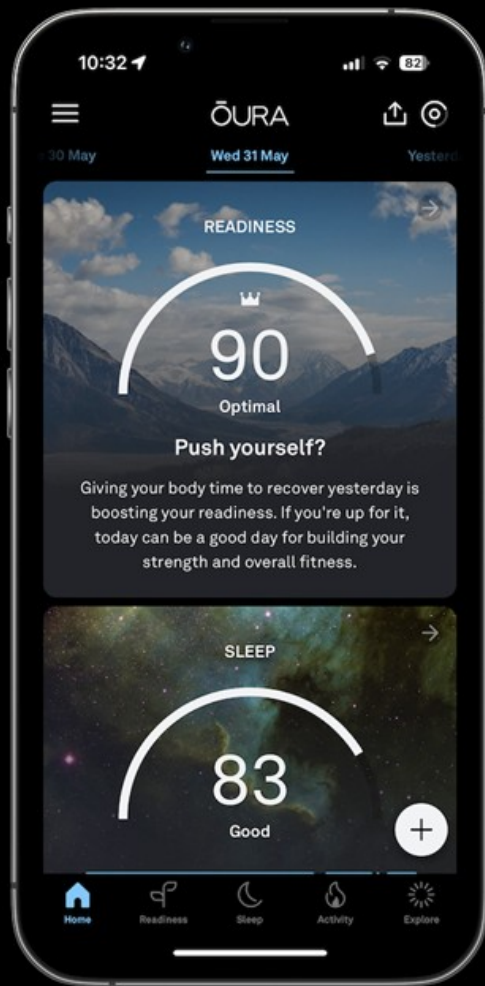 10:32
82
ŌURA
30 May
Wed 31 May
Yesterd
READINESS
90
Optimal
Push yourself?
Giving your body time to recover yesterday is
boosting your readiness. If you're up for it,
today can be a good day for building your
strength and overall fitness.
SLEEP
83
Good
Home
Readiness
Sleep
Activity
Explore